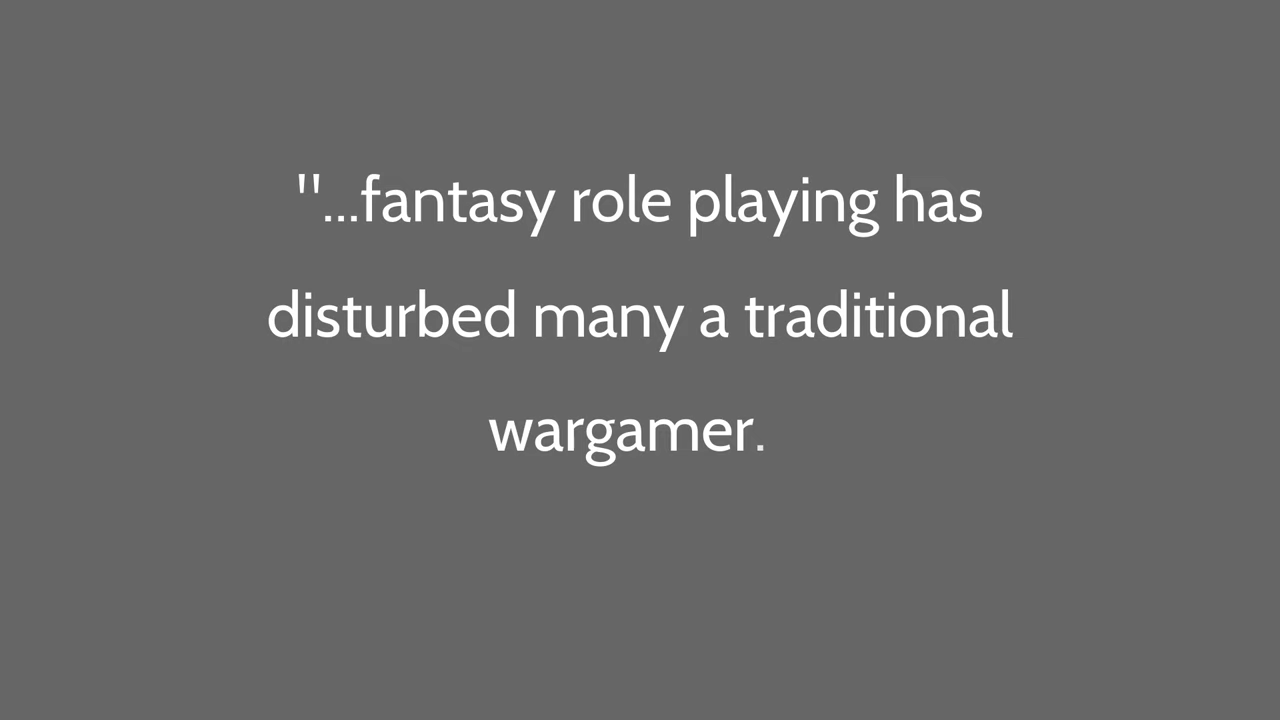 "...fantasy role playing has
disturbed many a traditional
wargamer.